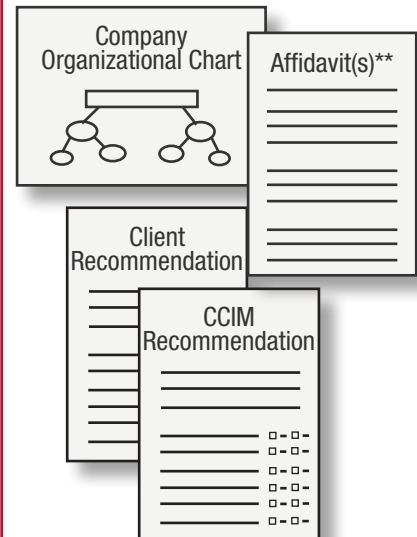 Company
Organizational Chart
Affidavit(s)**
Client
Recommendation
CCIM
Recommendation